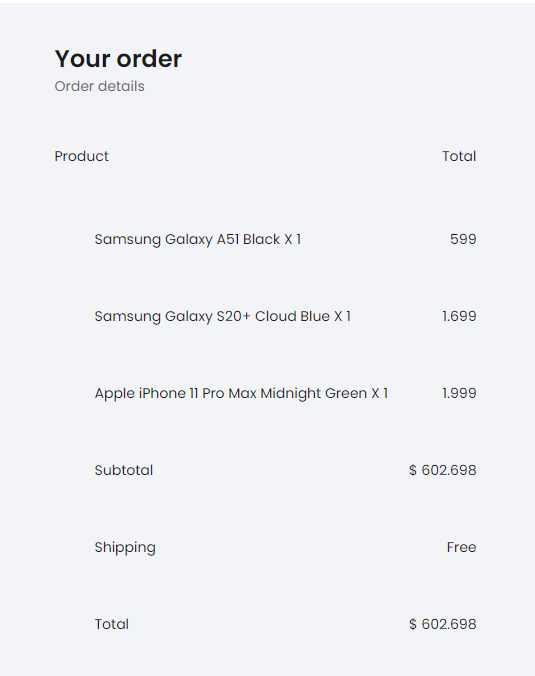 Your order
Order details
Product Total
Samsung Galaxy A51 Black X 1 599
Samsung Galaxy S20+ Cloud Blue X 1 1.699
Apple iPhone 11 Pro Max Midnight Green X 1 1.999
Subtotal $ 602.698
Shipping Free
Total $ 602.698